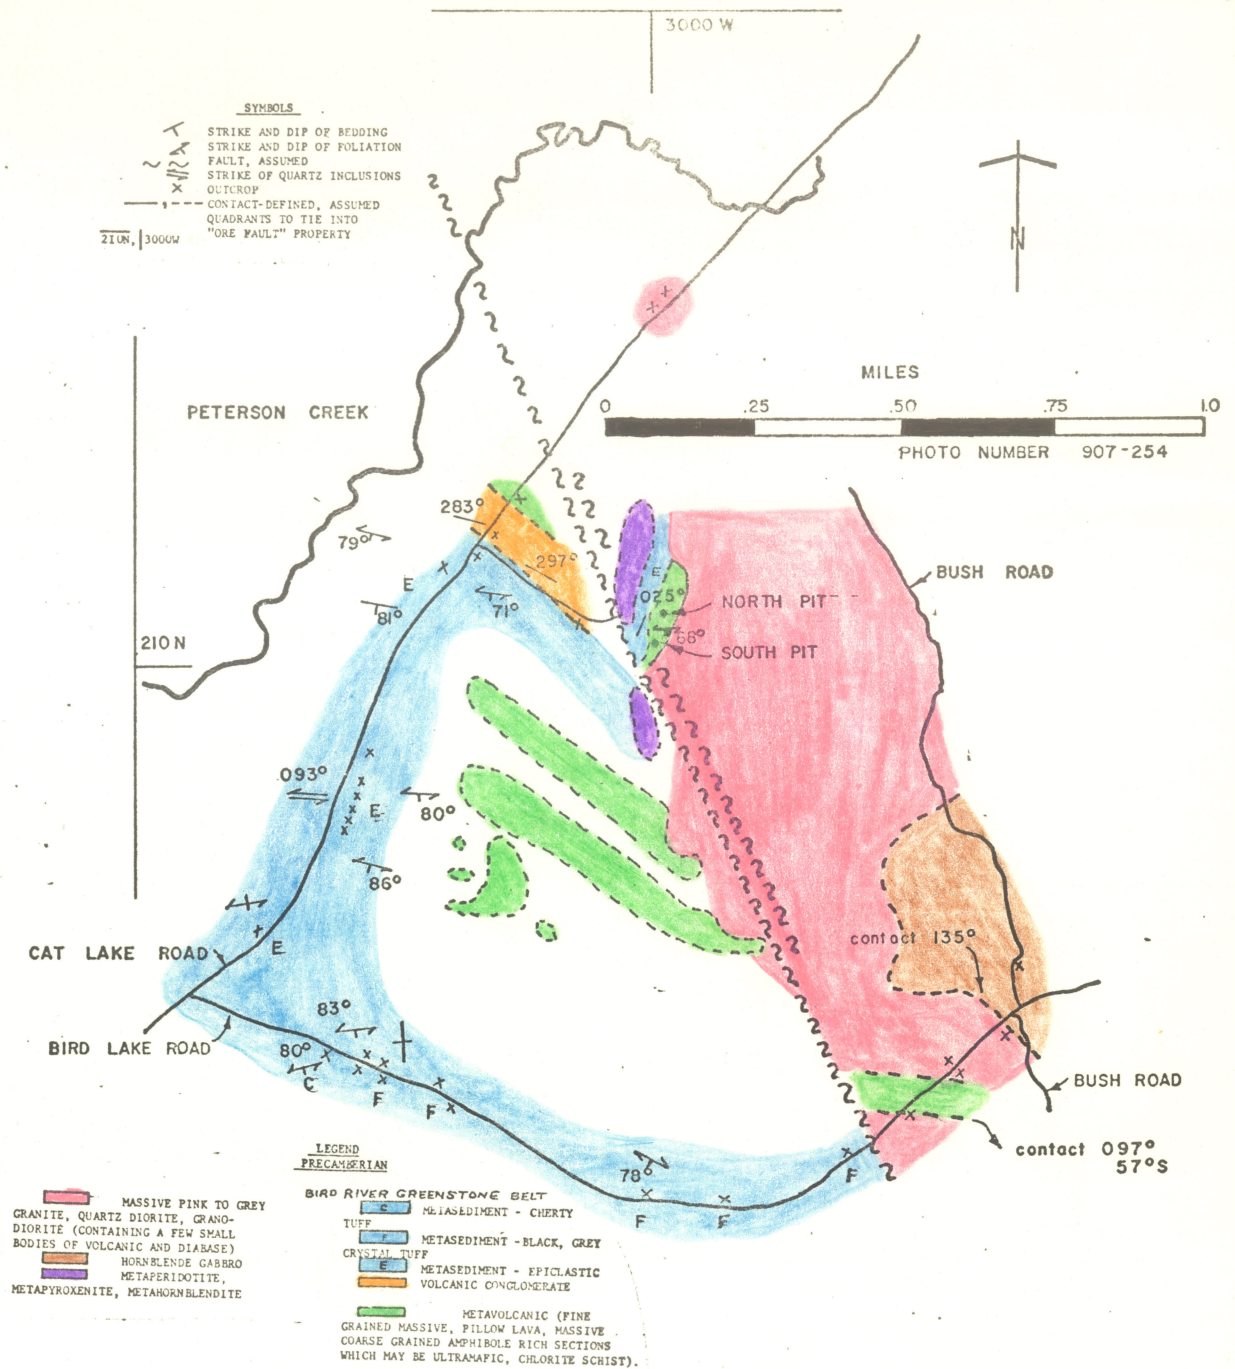 3000 W
SYMBOLS
STRIKE AND DIP OF BEDDING
STRIKE AND DIP OF FOLIATION
FAULT, ASSUMED
STRIKE OF QUARTZ INCLUSIONS
OUTCROP
CONTACT-DEFINED, ASSUMED
QUADRANTS TO TIE INTO
"ORE FAULT" PROPERTY
210N, 3000W
N
MILES
0 .25 .50 .75 1.0
PHOTO NUMBER 907-254
PETERSON CREEK
283°
79°
297°
E
E
81°
71°
025°
BUSH ROAD
NORTH PIT
68°
SOUTH PIT
210 N
093°
E
80°
86°
E
CAT LAKE ROAD
contact 135°
83°
BIRD LAKE ROAD
80°
C
F
F
BUSH ROAD
contact 097°
57°S
78°
F
F
F
LEGEND
PRECAMBERIAN
BIRD RIVER GREENSTONE BELT
C METASEDIMENT - CHERTY
TUFF
F METASEDIMENT - BLACK, GREY
CRYSTAL TUFF
E METASEDIMENT - EPICLASTIC
VOLCANIC CONGLOMERATE
METAVOLCANIC (FINE
GRAINED MASSIVE, PILLOW LAVA, MASSIVE
COARSE GRAINED AMPHIBOLE RICH SECTIONS
WHICH MAY BE ULTRAMAFIC, CHLORITE SCHIST).
MASSIVE PINK TO GREY
GRANITE, QUARTZ DIORITE, GRANO-
DIORITE (CONTAINING A FEW SMALL
BODIES OF VOLCANIC AND DIABASE)
HORNBLENDE GABBRO
METAPERIDOTITE,
METAPYROXENITE, METAHORNBLENDITE